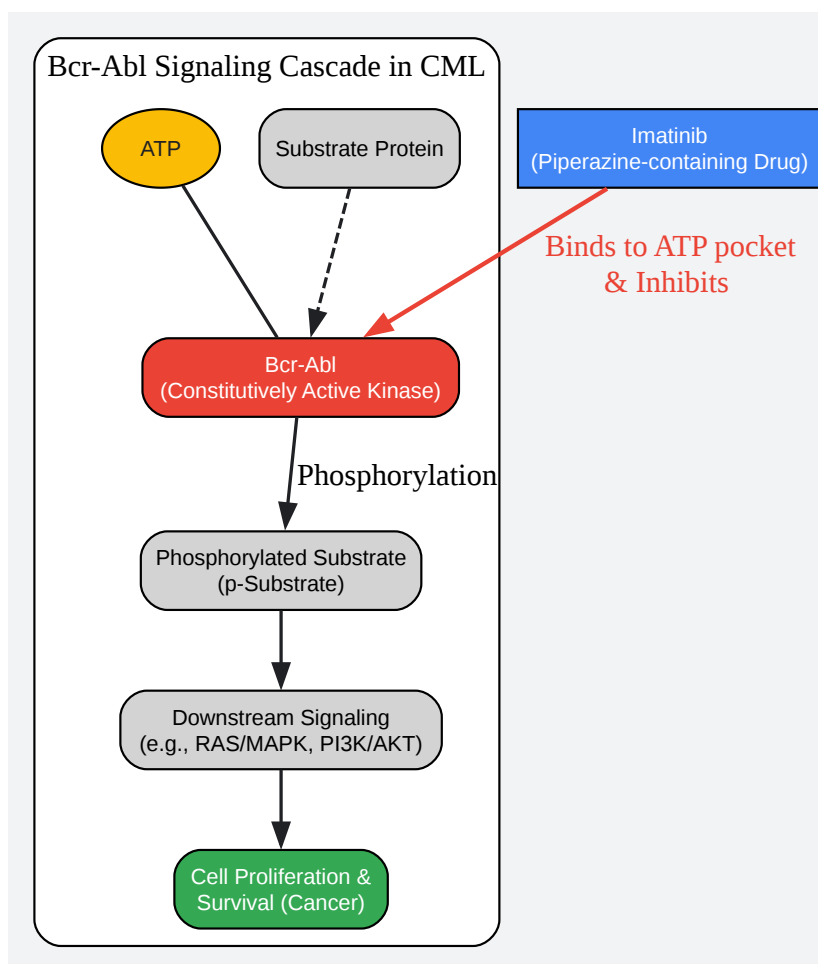 Bcr-Abl Signaling Cascade in CML
ATP
Substrate Protein
Imatinib
(Piperazine-containing Drug)
Binds to ATP pocket
& Inhibits
Bcr-Abl
(Constitutively Active Kinase)
Phosphorylation
Phosphorylated Substrate
(p-Substrate)
Downstream Signaling
(e.g., RAS/MAPK, PI3K/AKT)
Cell Proliferation &
Survival (Cancer)